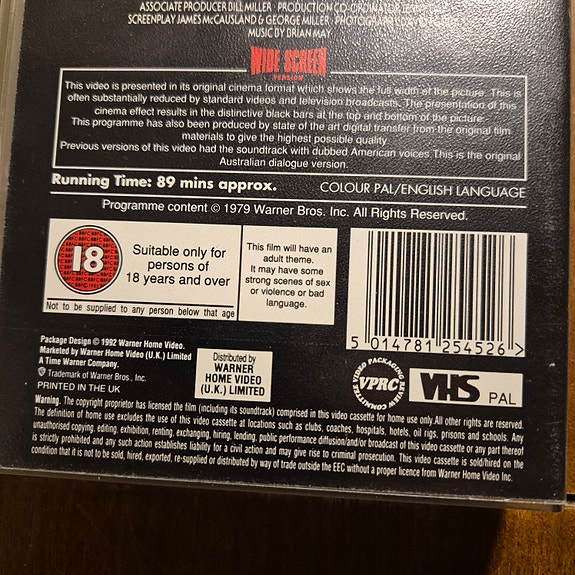 ASSOCIATE PRODUCER BILL MILLER · PRODUCTION CO-ORDINATOR
SCREENPLAY JAMES McCAUSLAND & GEORGE MILLER · PHOTOGRAPHY DAVID
MUSIC BY BRIAN MAY
WIDE SCREEN
VERSION
This video is presented in its original cinema format which shows the full width of the picture. This is
often substantially reduced by standard videos and television broadcasts. The presentation of this
cinema effect results in the distinctive black bars at the top and bottom of the picture.
This programme has also been produced by state of the art digital transfer from the original film
materials to give the highest possible quality.
Previous versions of this video had the soundtrack with dubbed American voices. This is the original
Australian dialogue version.
Running Time: 89 mins approx. COLOUR PAL/ENGLISH LANGUAGE
Programme content © 1979 Warner Bros. Inc. All Rights Reserved.
18
Suitable only for
persons of
18 years and over
Not to be supplied to any person below that age
This film will have an
adult theme.
It may have some
strong scenes of sex
or violence or bad
language.
5 014781 254526 >
Package Design © 1992 Warner Home Video.
Marketed by Warner Home Video (U.K.) Limited
A Time Warner Company.
Trademark of Warner Bros., Inc.
PRINTED IN THE UK
Distributed by
WARNER
HOME VIDEO
(U.K.) LIMITED
VIDEO PACKAGING REVIEW COMMITTEE
VPRC
VHS PAL
Warning. The copyright proprietor has licensed the film (including its soundtrack) comprised in this video cassette for home use only. All other rights are reserved.
The definition of home use excludes the use of this video cassette at locations such as clubs, coaches, hospitals, hotels, oil rigs, prisons and schools. Any
unauthorised copying, editing, exhibition, renting, exchanging, hiring, lending, public performance diffusion/and/or broadcast of this video cassette or any part thereof
is strictly prohibited and any such action establishes liability for a civil action and may give rise to criminal prosecution. This video cassette is sold/hired on the
condition that it is not to be sold, hired, exported, re-supplied or distributed by way of trade outside the EEC without a proper licence from Warner Home Video Inc.